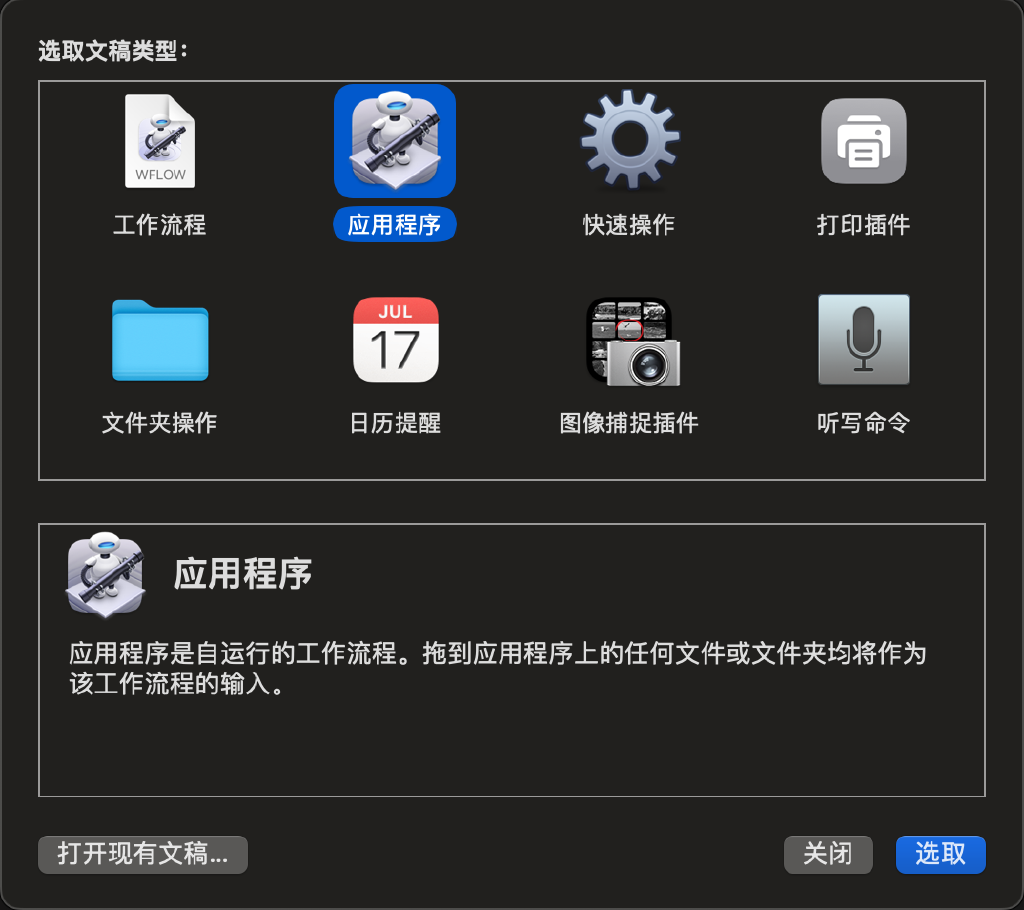 选取文稿类型：
WFLOW
工作流程
应用程序
快速操作
打印插件
JUL
17
文件夹操作
日历提醒
图像捕捉插件
听写命令
应用程序
应用程序是自运行的工作流程。拖到应用程序上的任何文件或文件夹均将作为
该工作流程的输入。
打开现有文稿...
关闭
选取